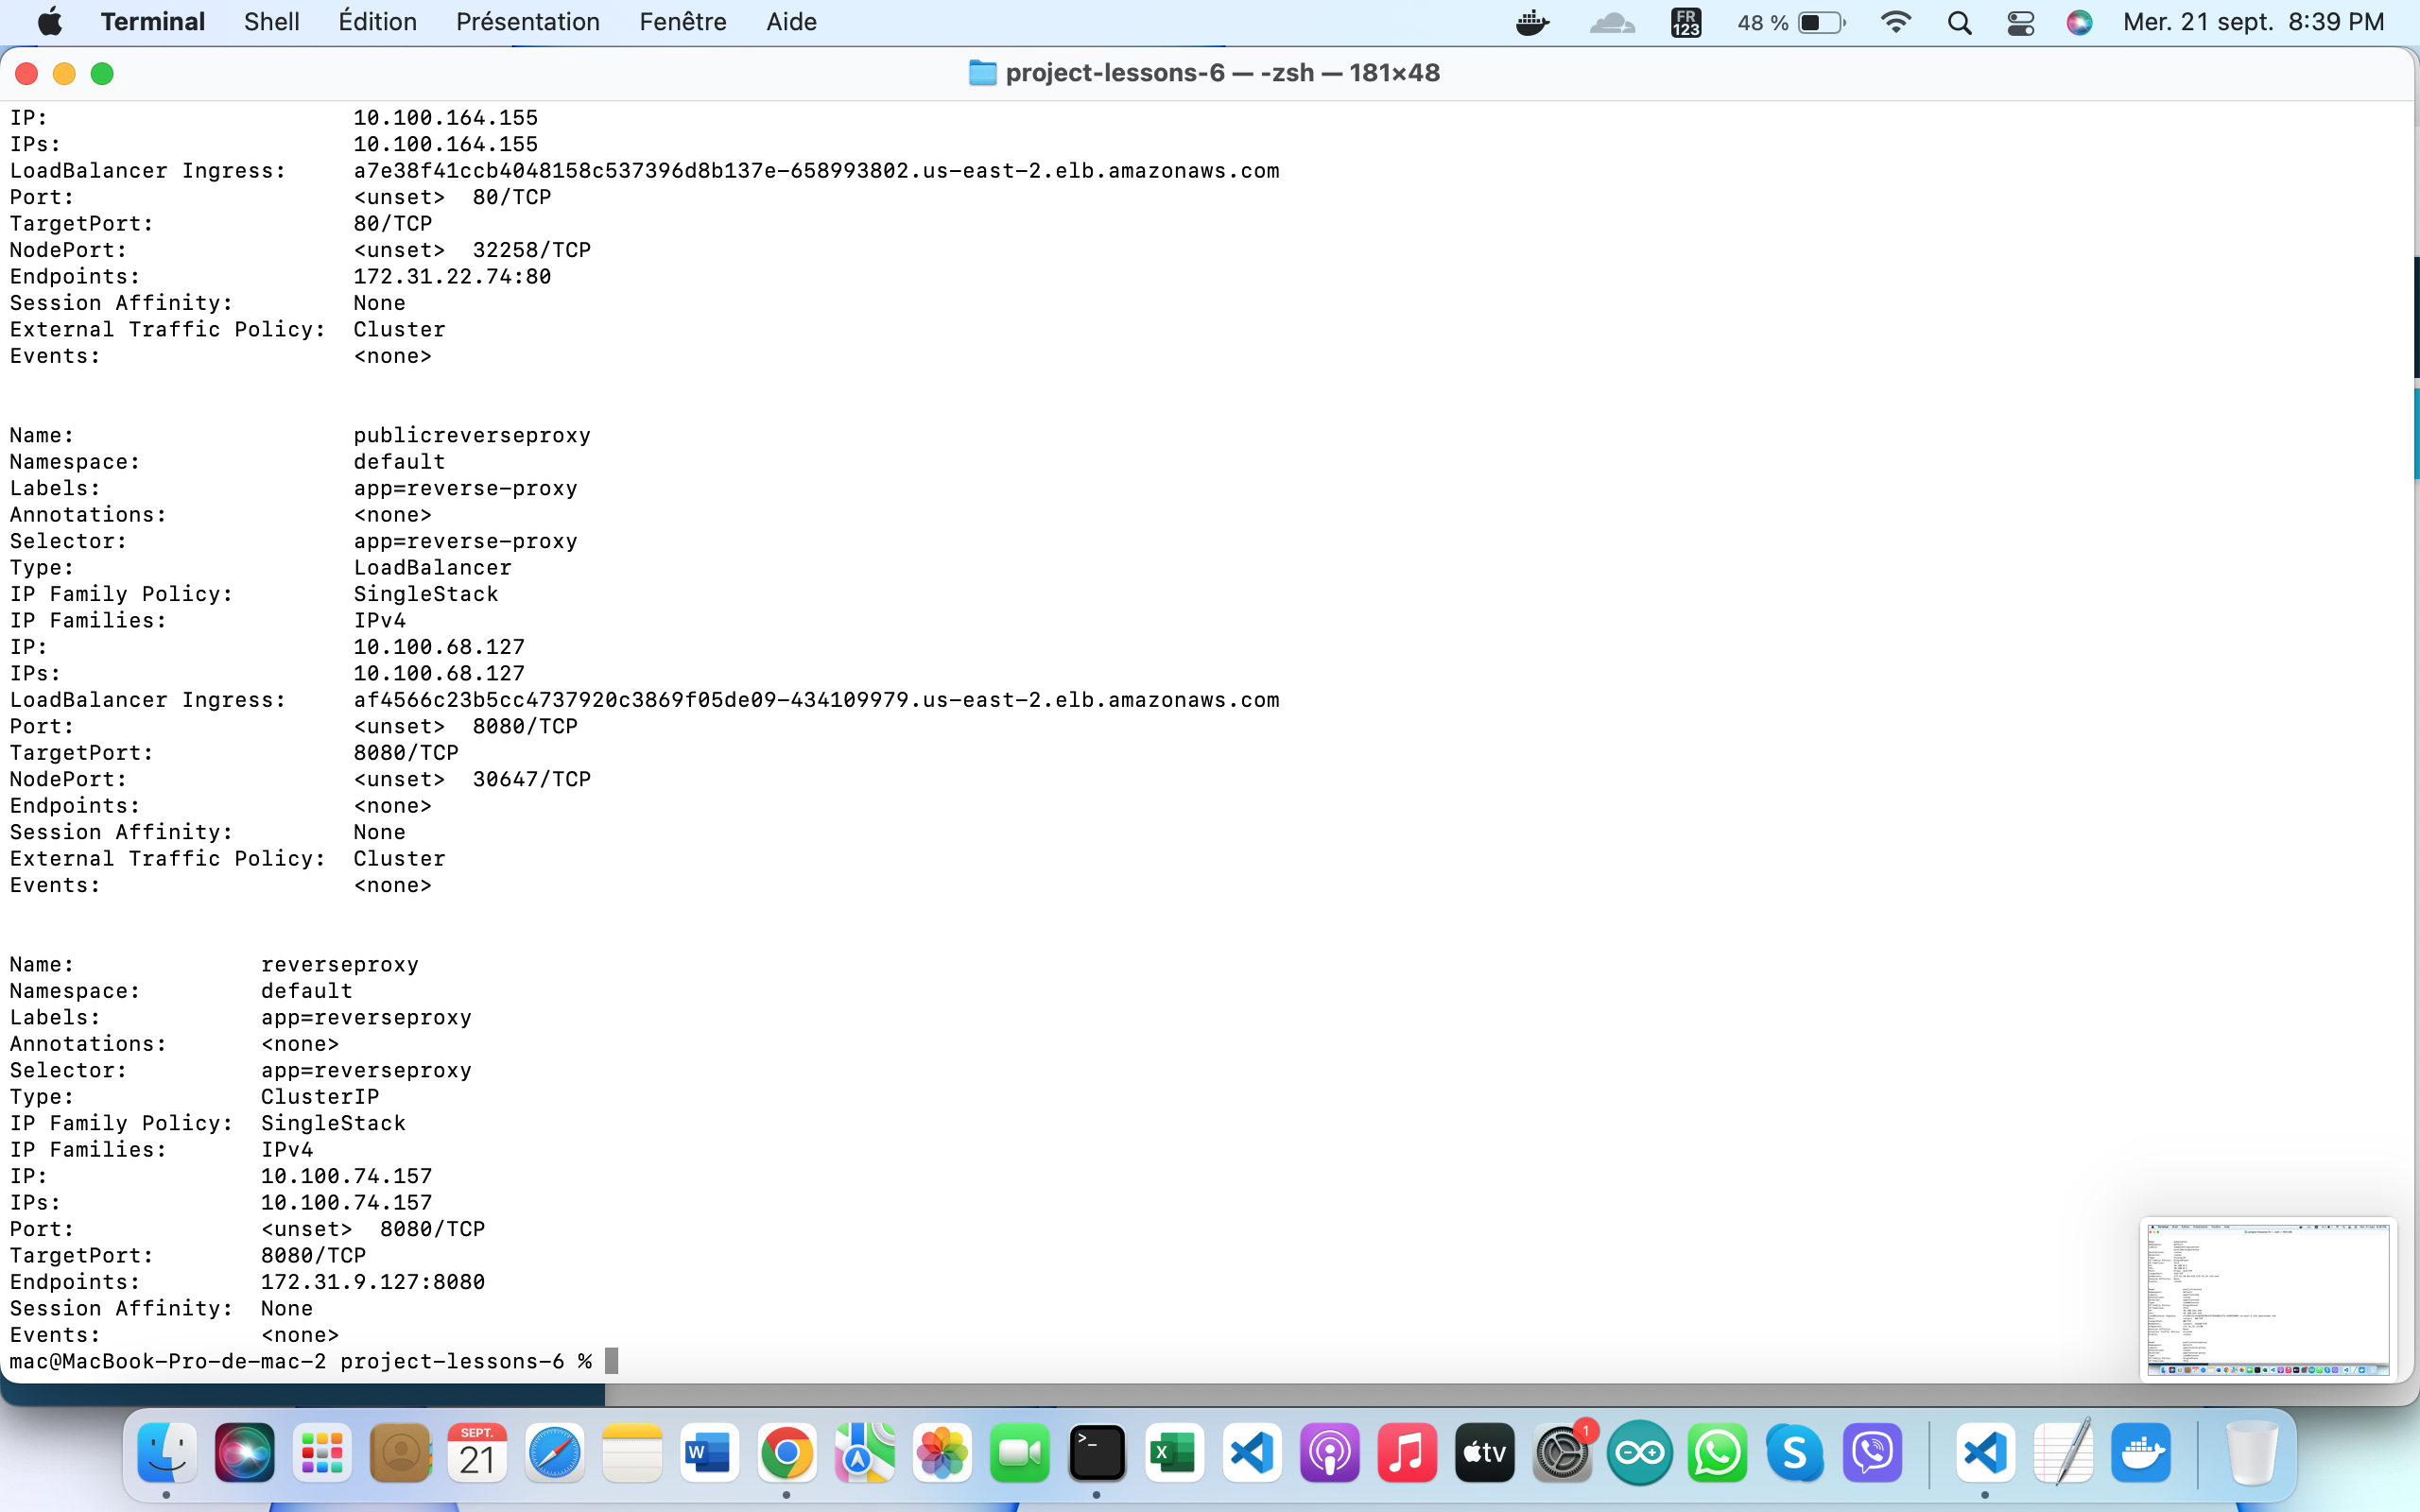 Terminal Shell Édition Présentation Fenêtre Aide FR 123 48 % Mer. 21 sept. 8:39 PM
project-lessons-6 — -zsh — 181×48
IP: 10.100.164.155
IPs: 10.100.164.155
LoadBalancer Ingress: a7e38f41ccb4048158c537396d8b137e-658993802.us-east-2.elb.amazonaws.com
Port: <unset> 80/TCP
TargetPort: 80/TCP
NodePort: <unset> 32258/TCP
Endpoints: 172.31.22.74:80
Session Affinity: None
External Traffic Policy: Cluster
Events: <none>
Name: publicreverseproxy
Namespace: default
Labels: app=reverse-proxy
Annotations: <none>
Selector: app=reverse-proxy
Type: LoadBalancer
IP Family Policy: SingleStack
IP Families: IPv4
IP: 10.100.68.127
IPs: 10.100.68.127
LoadBalancer Ingress: af4566c23b5cc4737920c3869f05de09-434109979.us-east-2.elb.amazonaws.com
Port: <unset> 8080/TCP
TargetPort: 8080/TCP
NodePort: <unset> 30647/TCP
Endpoints: <none>
Session Affinity: None
External Traffic Policy: Cluster
Events: <none>
Name: reverseproxy
Namespace: default
Labels: app=reverseproxy
Annotations: <none>
Selector: app=reverseproxy
Type: ClusterIP
IP Family Policy: SingleStack
IP Families: IPv4
IP: 10.100.74.157
IPs: 10.100.74.157
Port: <unset> 8080/TCP
TargetPort: 8080/TCP
Endpoints: 172.31.9.127:8080
Session Affinity: None
Events: <none>
mac@MacBook-Pro-de-mac-2 project-lessons-6 %
SEPT. 21 W >_ X tv 1 S